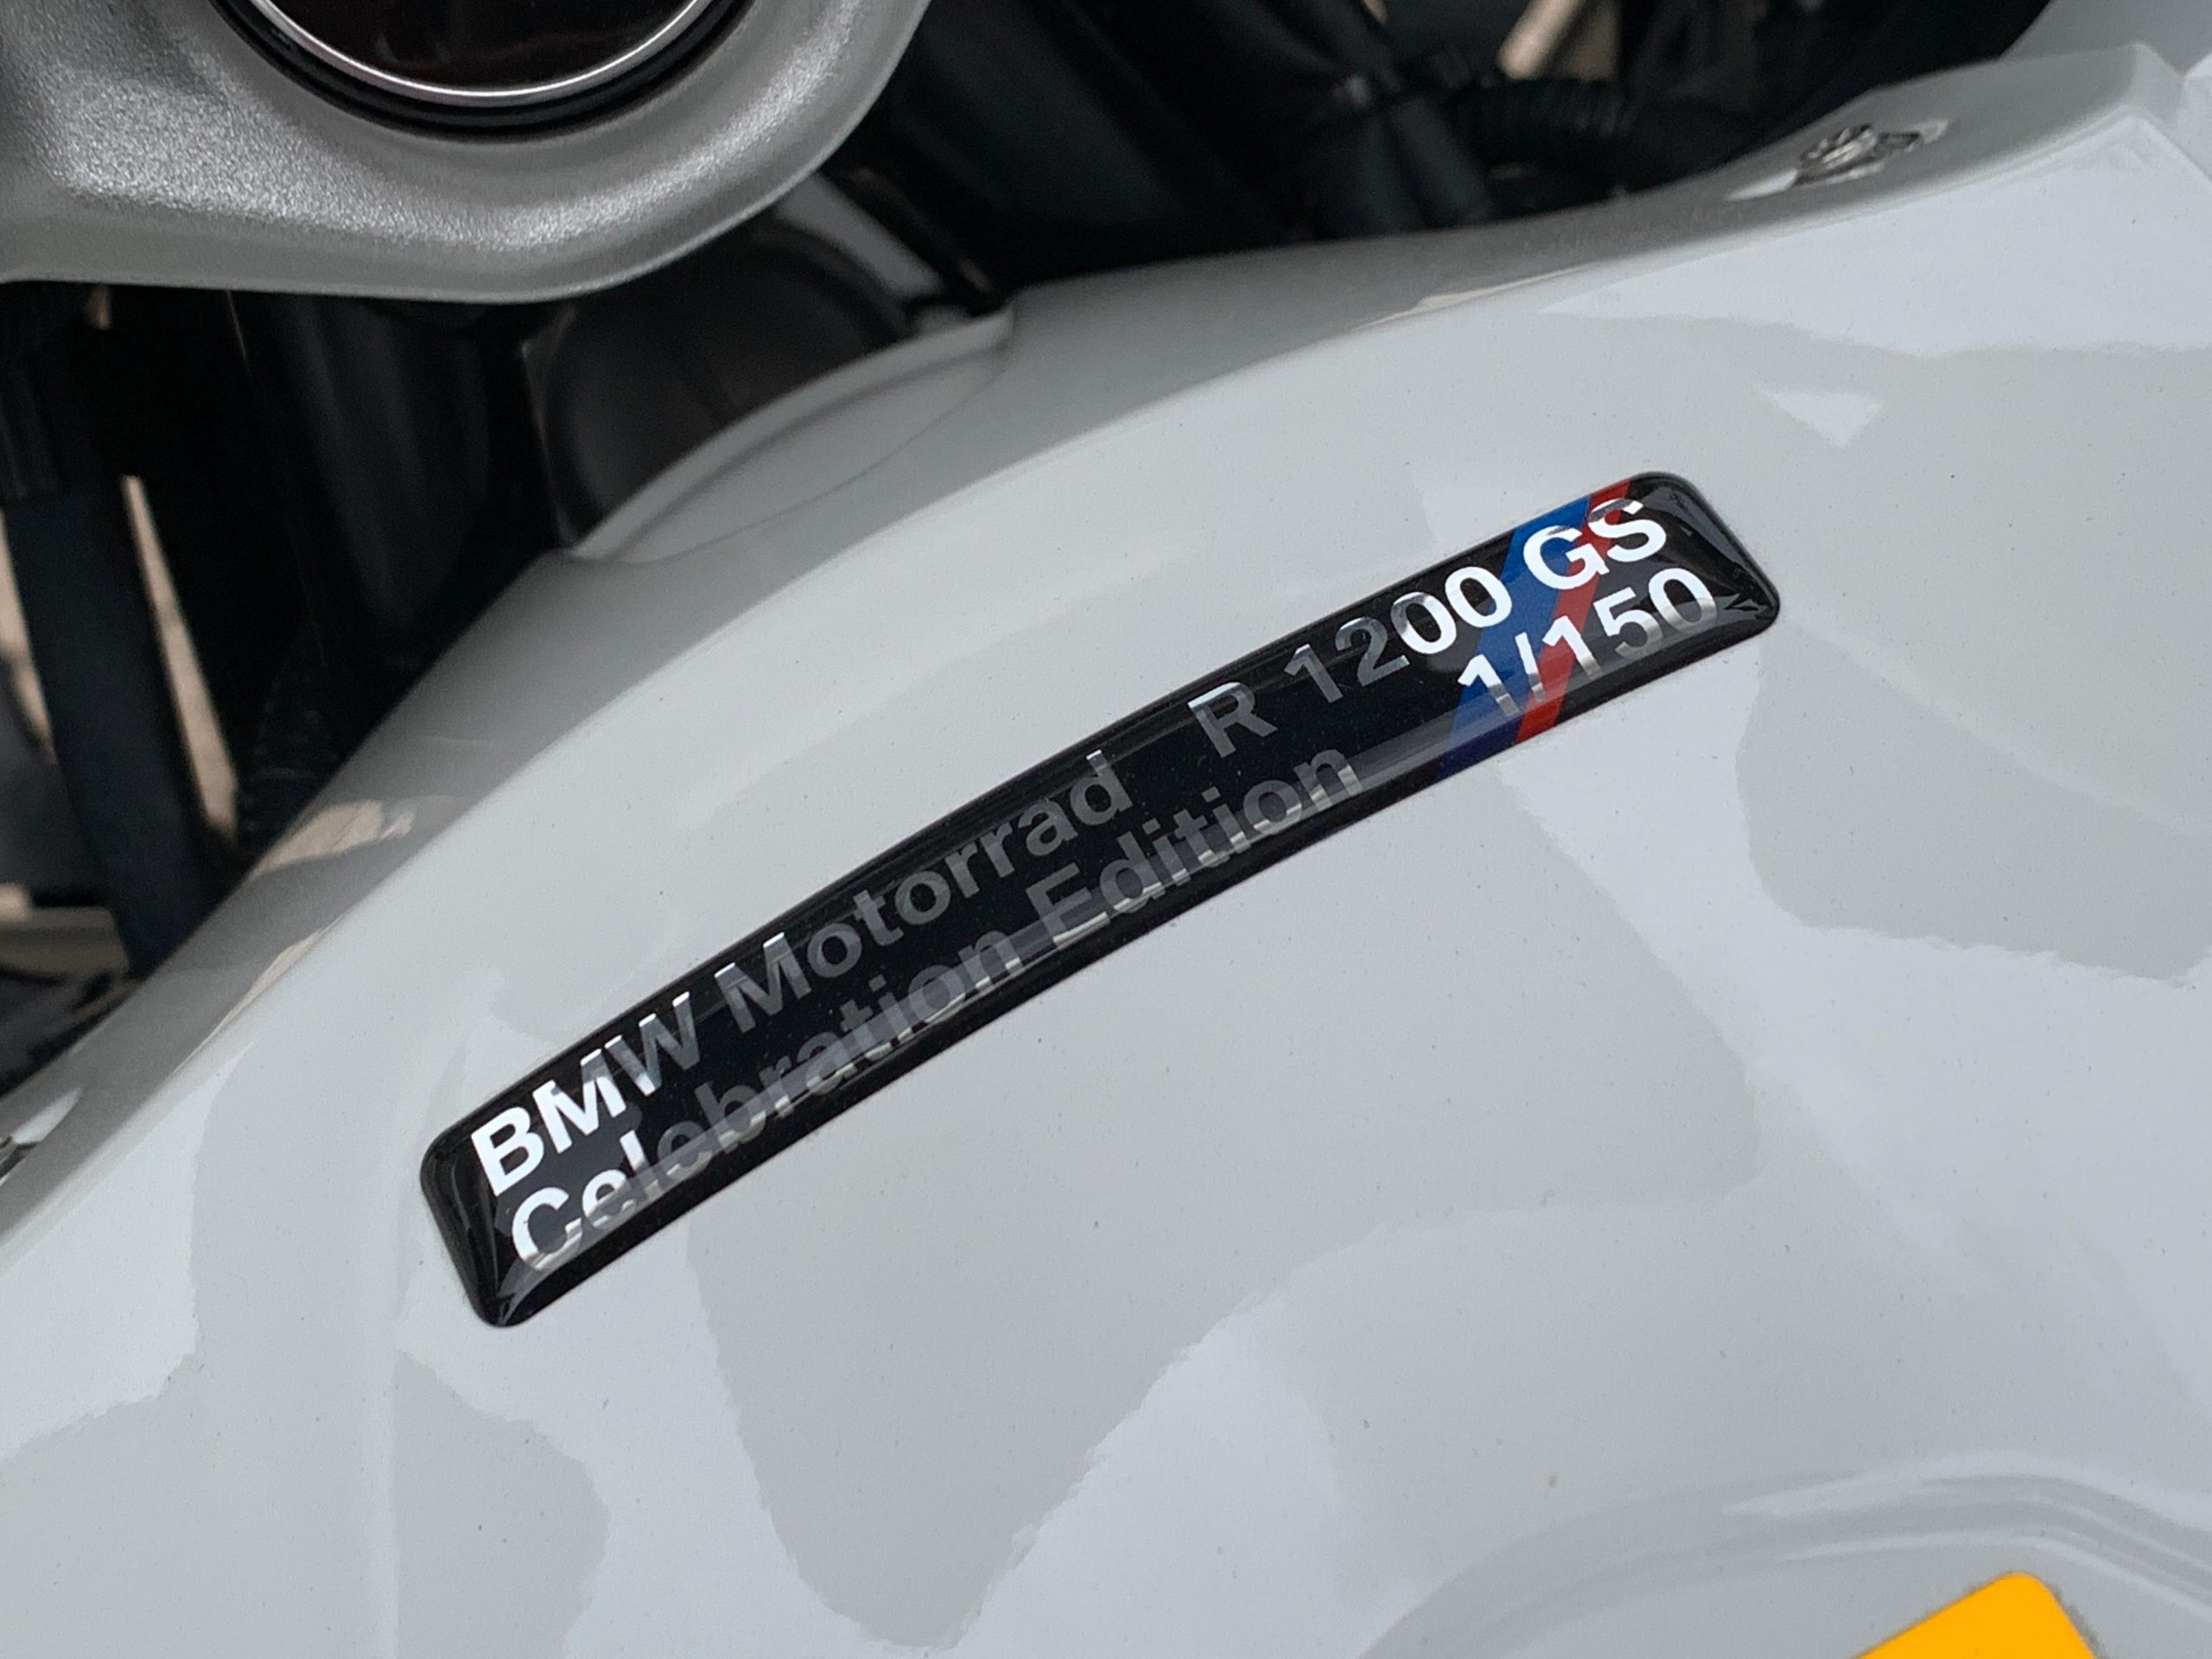 BMW Motorrad R 1200 GS
Celebration Edition 1/150